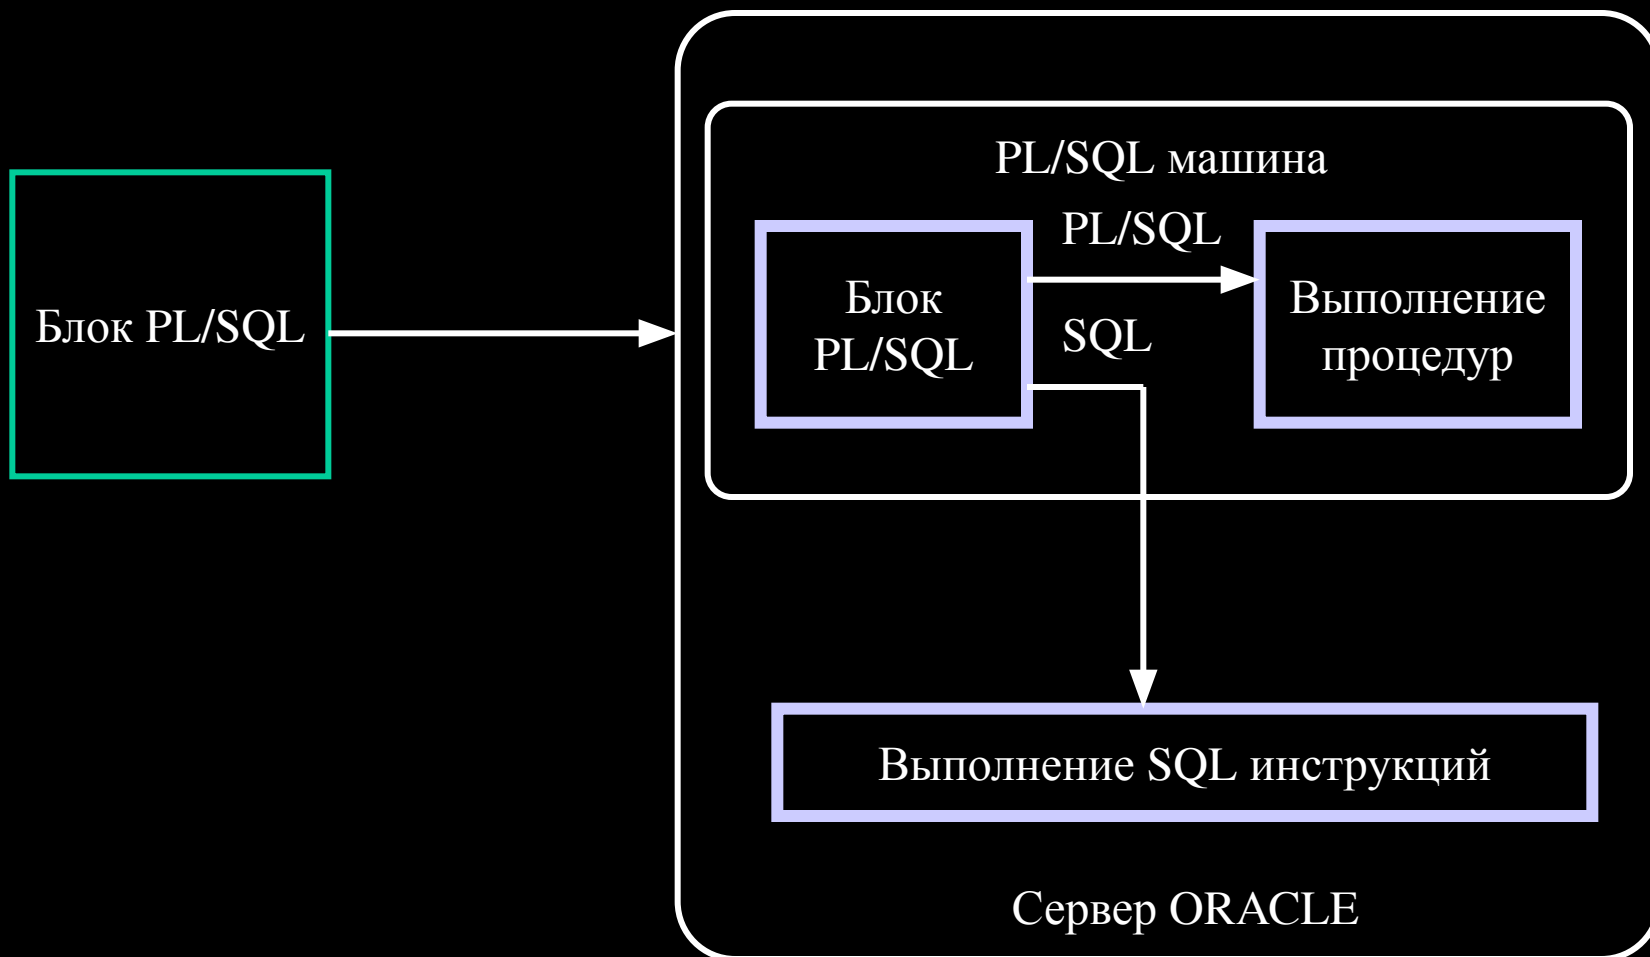 Блок PL/SQL
PL/SQL машина
Блок
PL/SQL
PL/SQL
SQL
Выполнение
процедур
Выполнение SQL инструкций
Сервер ORACLE